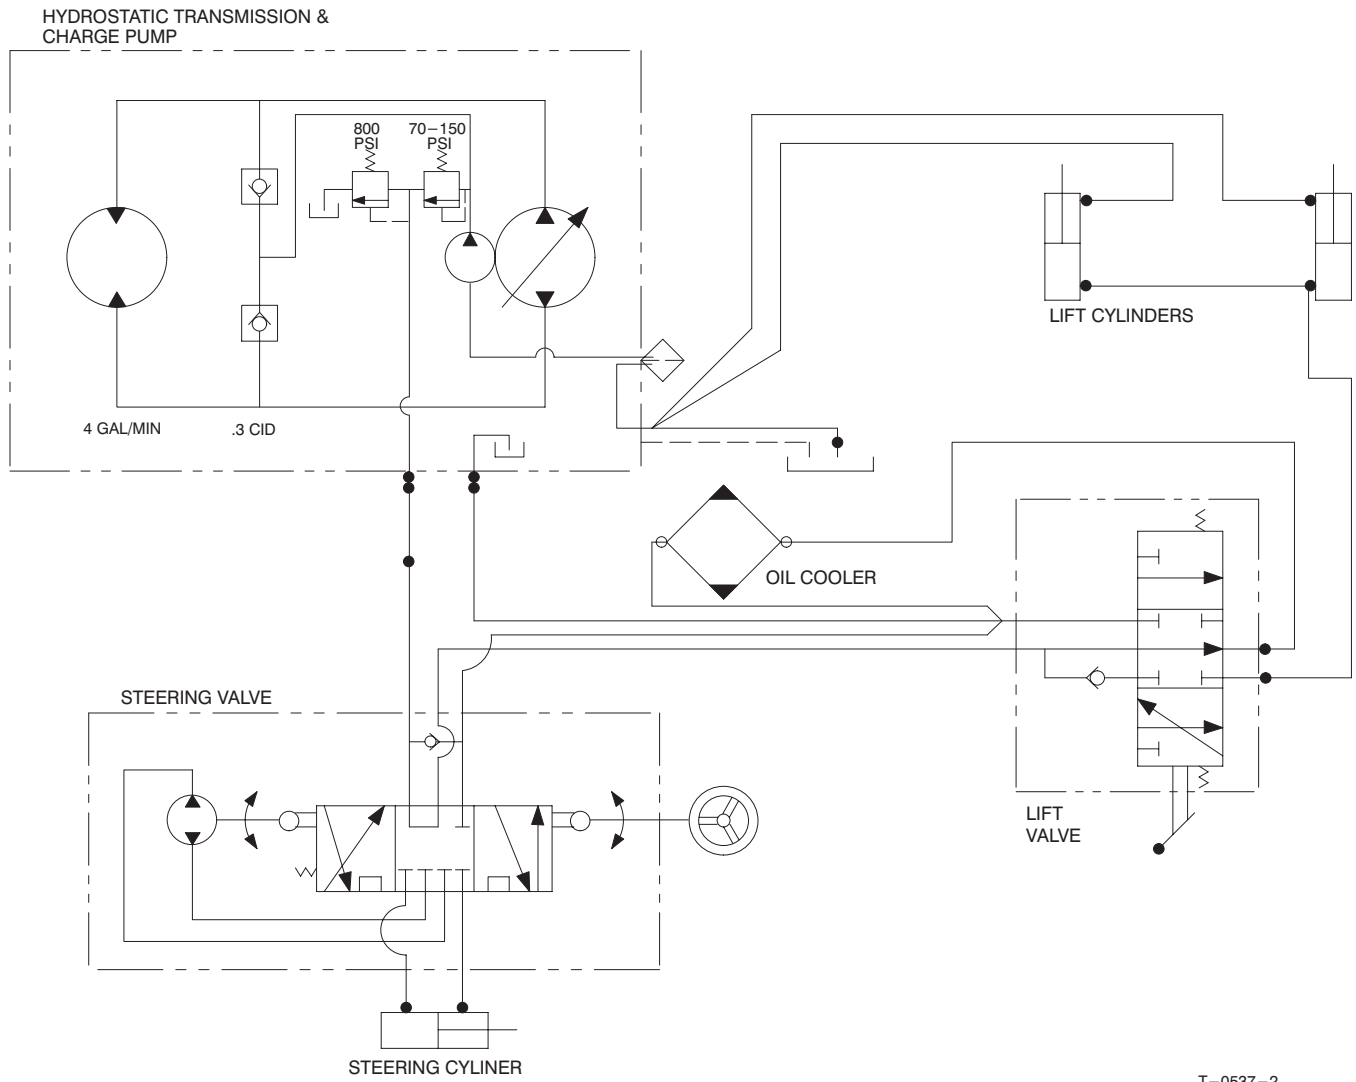 HYDROSTATIC TRANSMISSION &
CHARGE PUMP
800
PSI
70–150
PSI
4 GAL/MIN
.3 CID
LIFT CYLINDERS
OIL COOLER
STEERING VALVE
LIFT
VALVE
STEERING CYLINER
T–0537–2